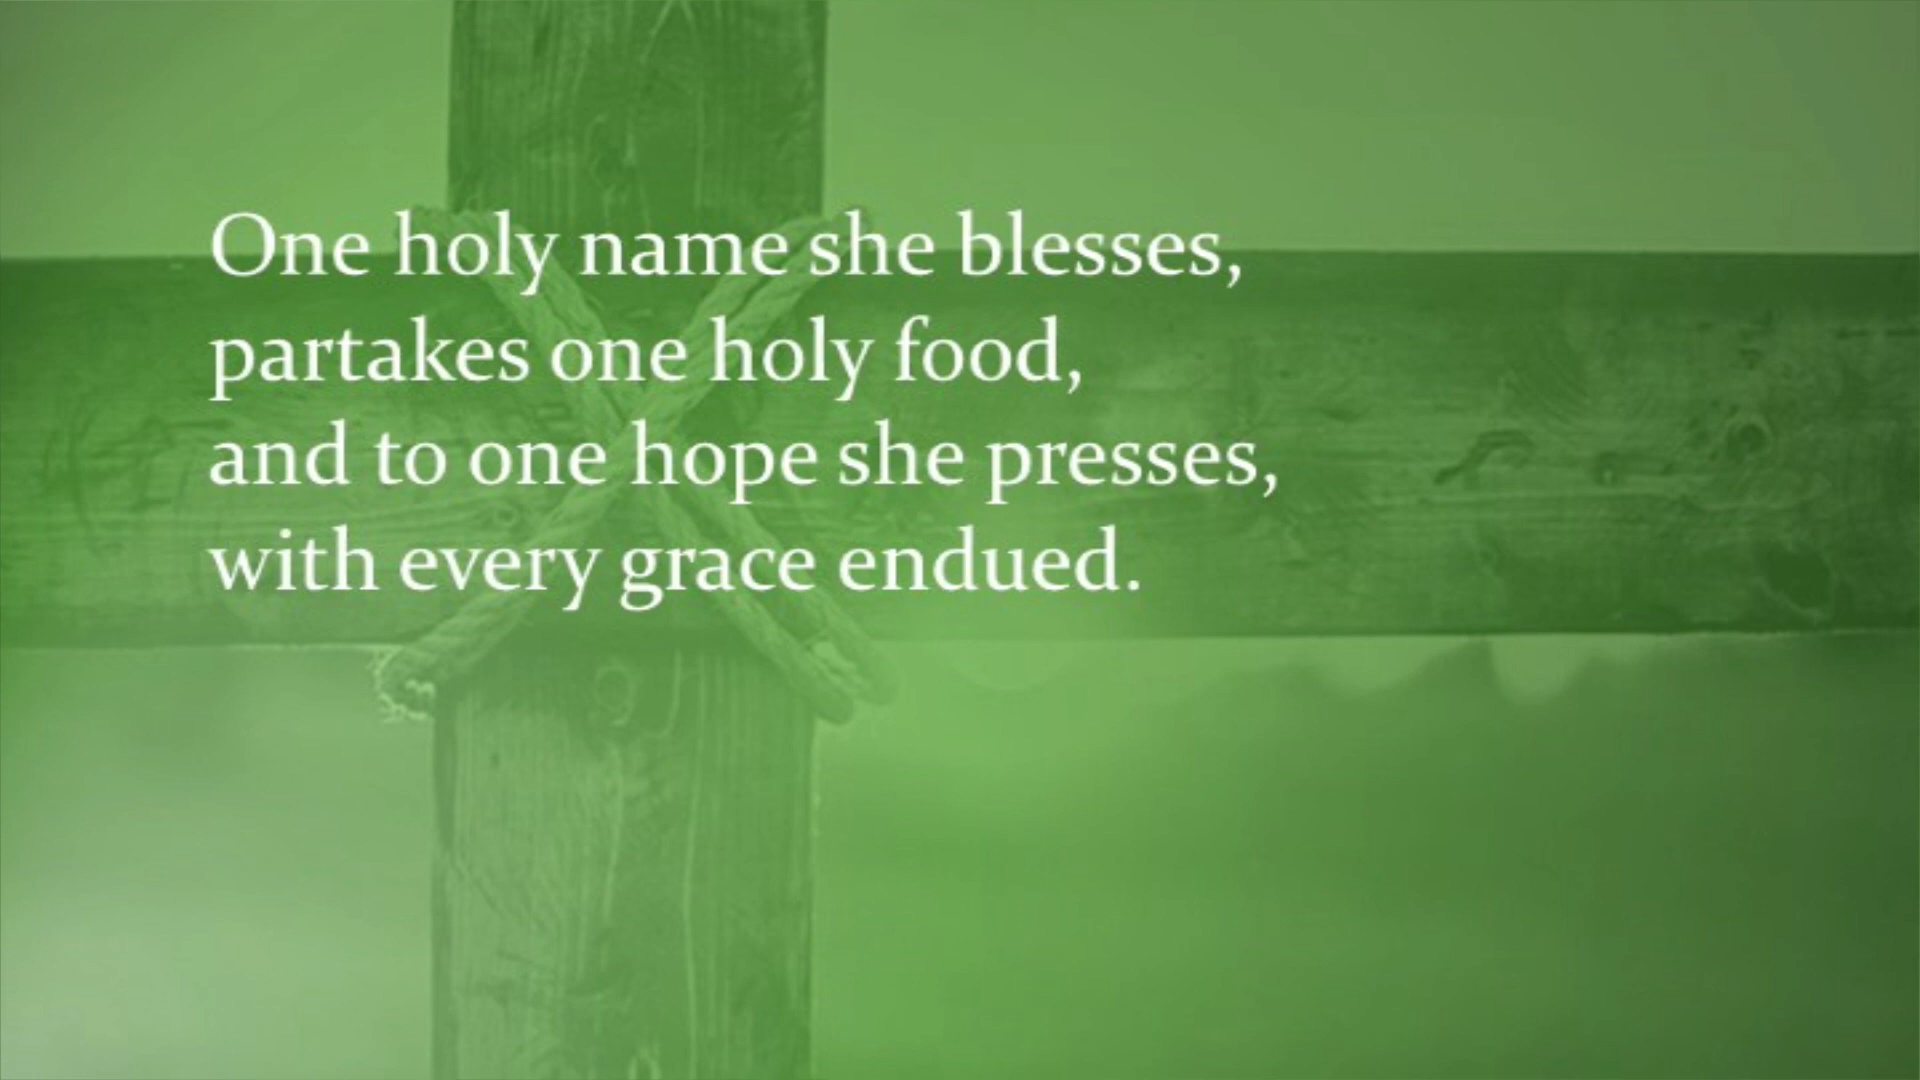 One holy name she blesses,
partakes one holy food,
and to one hope she presses,
with every grace endued.